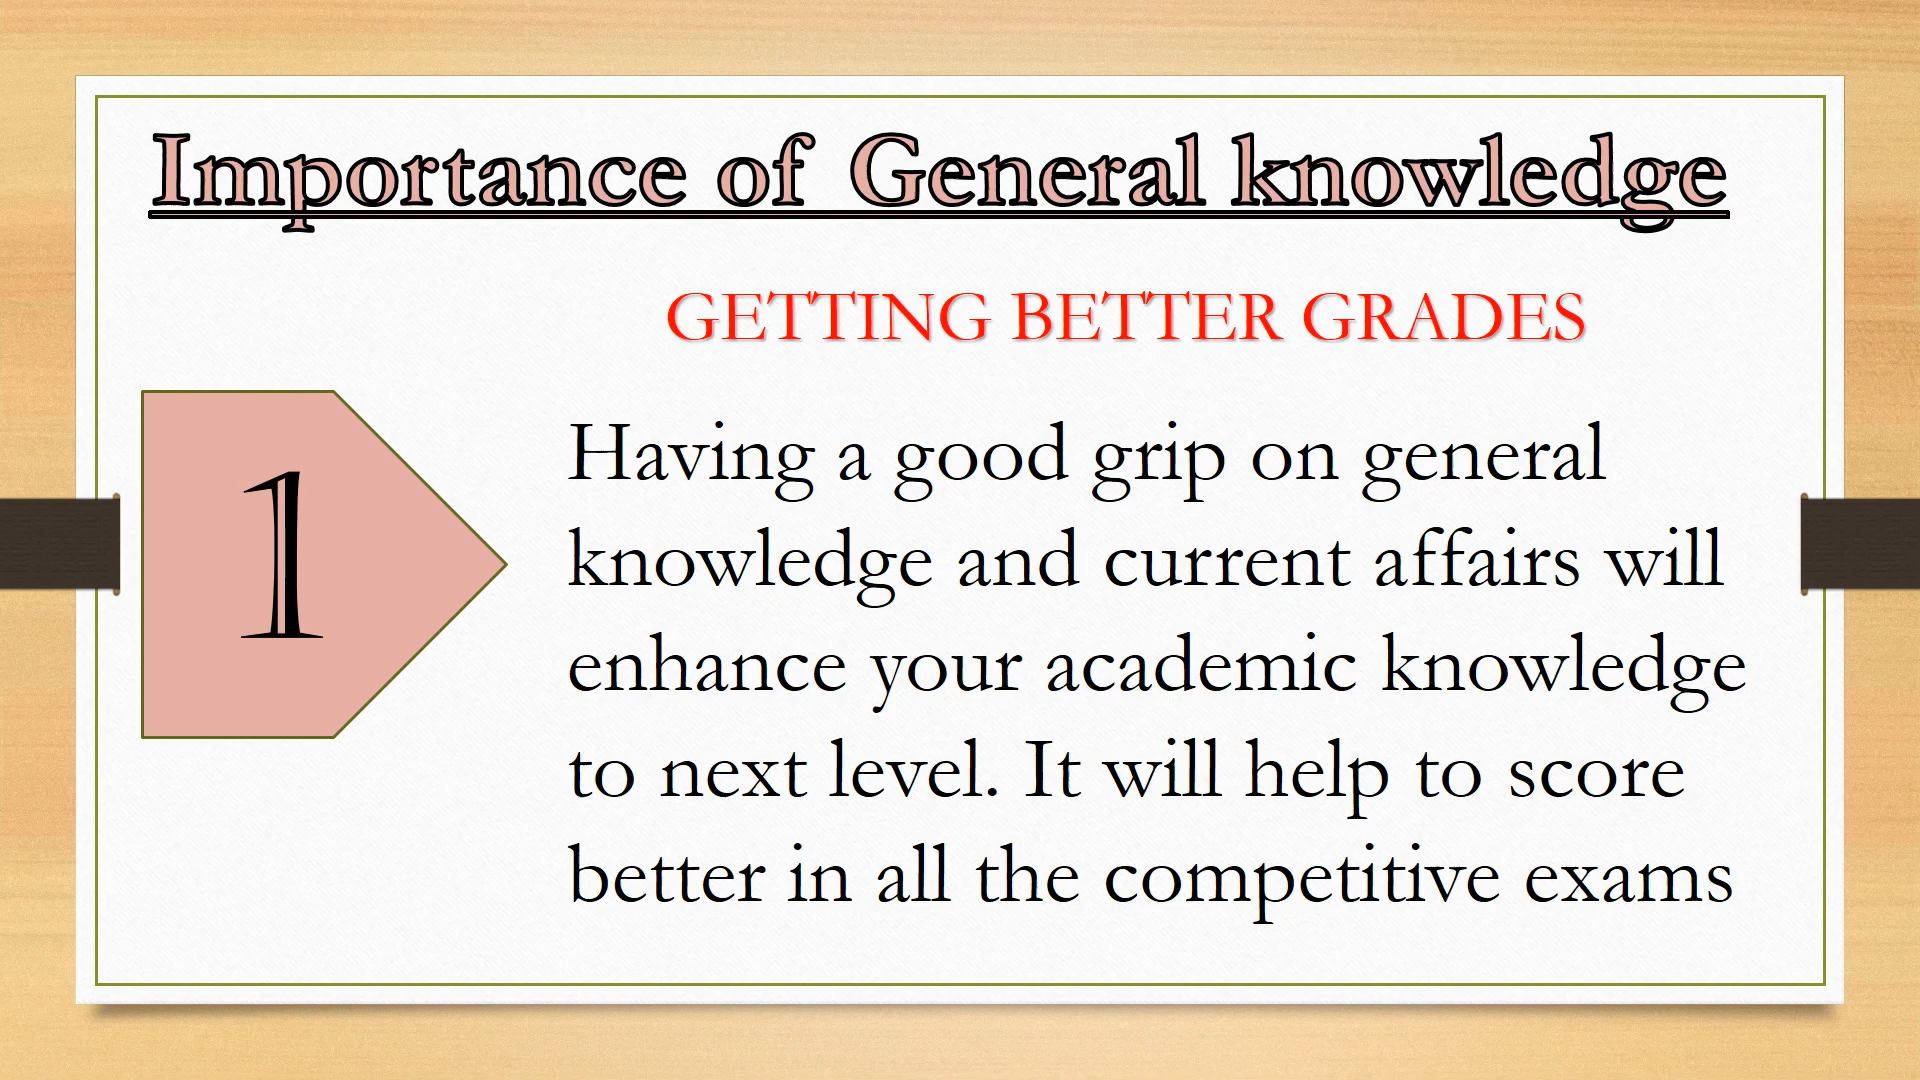 Importance of General knowledge
GETTING BETTER GRADES
1
Having a good grip on general
knowledge and current affairs will
enhance your academic knowledge
to next level. It will help to score
better in all the competitive exams